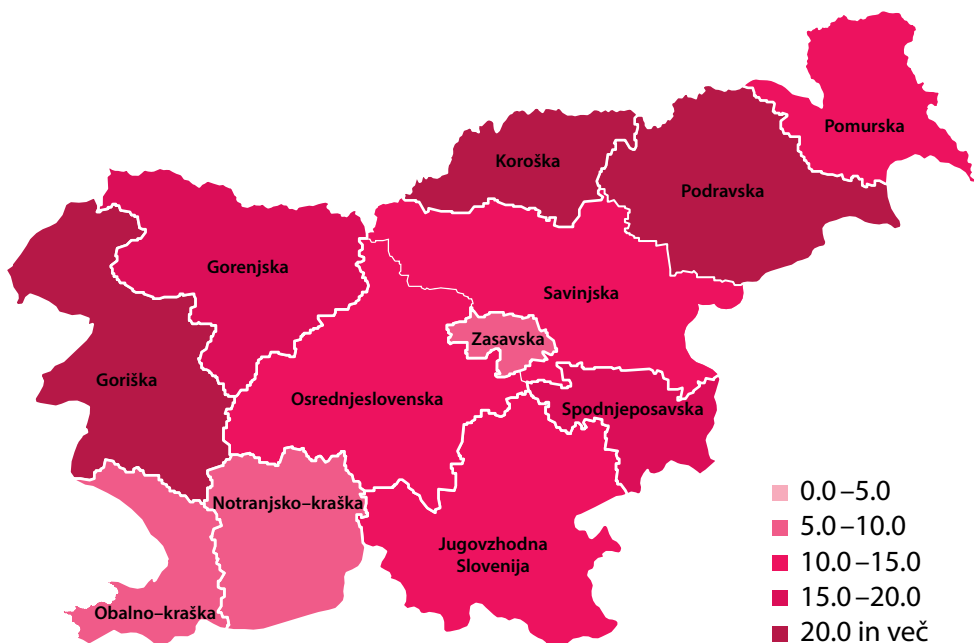 Pomurska
Koroška
Podravska
Gorenjska
Savinjska
Zasavska
Goriška
Osrednjeslovenska
Spodnjeposavska
Notranjsko–kraška
Jugovzhodna
Slovenija
Obalno–kraška
0.0–5.0
5.0–10.0
10.0–15.0
15.0–20.0
20.0 in več